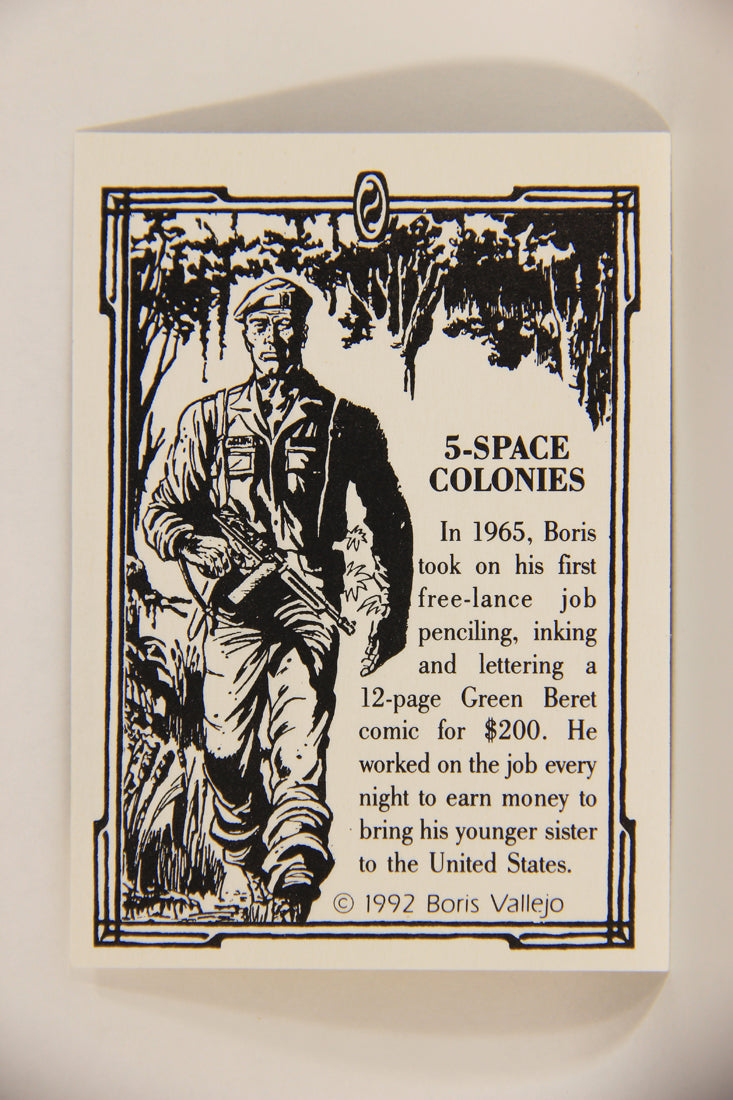 5-SPACE
COLONIES
In 1965, Boris
took on his first
free-lance job
penciling, inking
and lettering a
12-page Green Beret
comic for $200. He
worked on the job every
night to earn money to
bring his younger sister
to the United States.
© 1992 Boris Vallejo